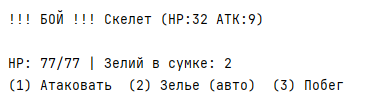 !!! БОЙ !!! Скелет (HP:32 АТК:9)
HP: 77/77 | Зелий в сумке: 2
(1) Атаковать  (2) Зелье (авто)  (3) Побег